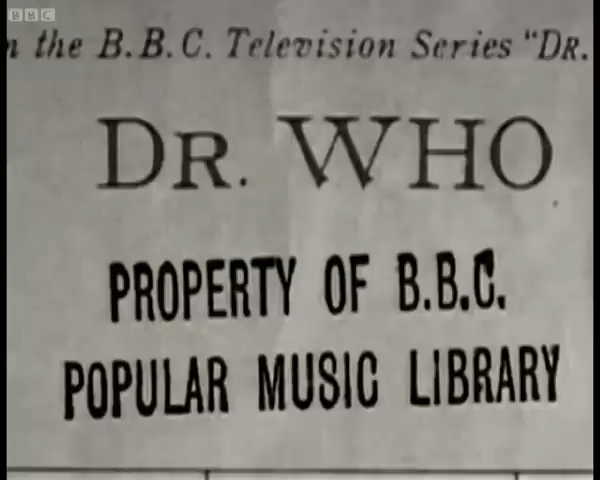 BBC
n the B.B.C. Television Series "DR.
DR. WHO
PROPERTY OF B.B.C.
POPULAR MUSIC LIBRARY